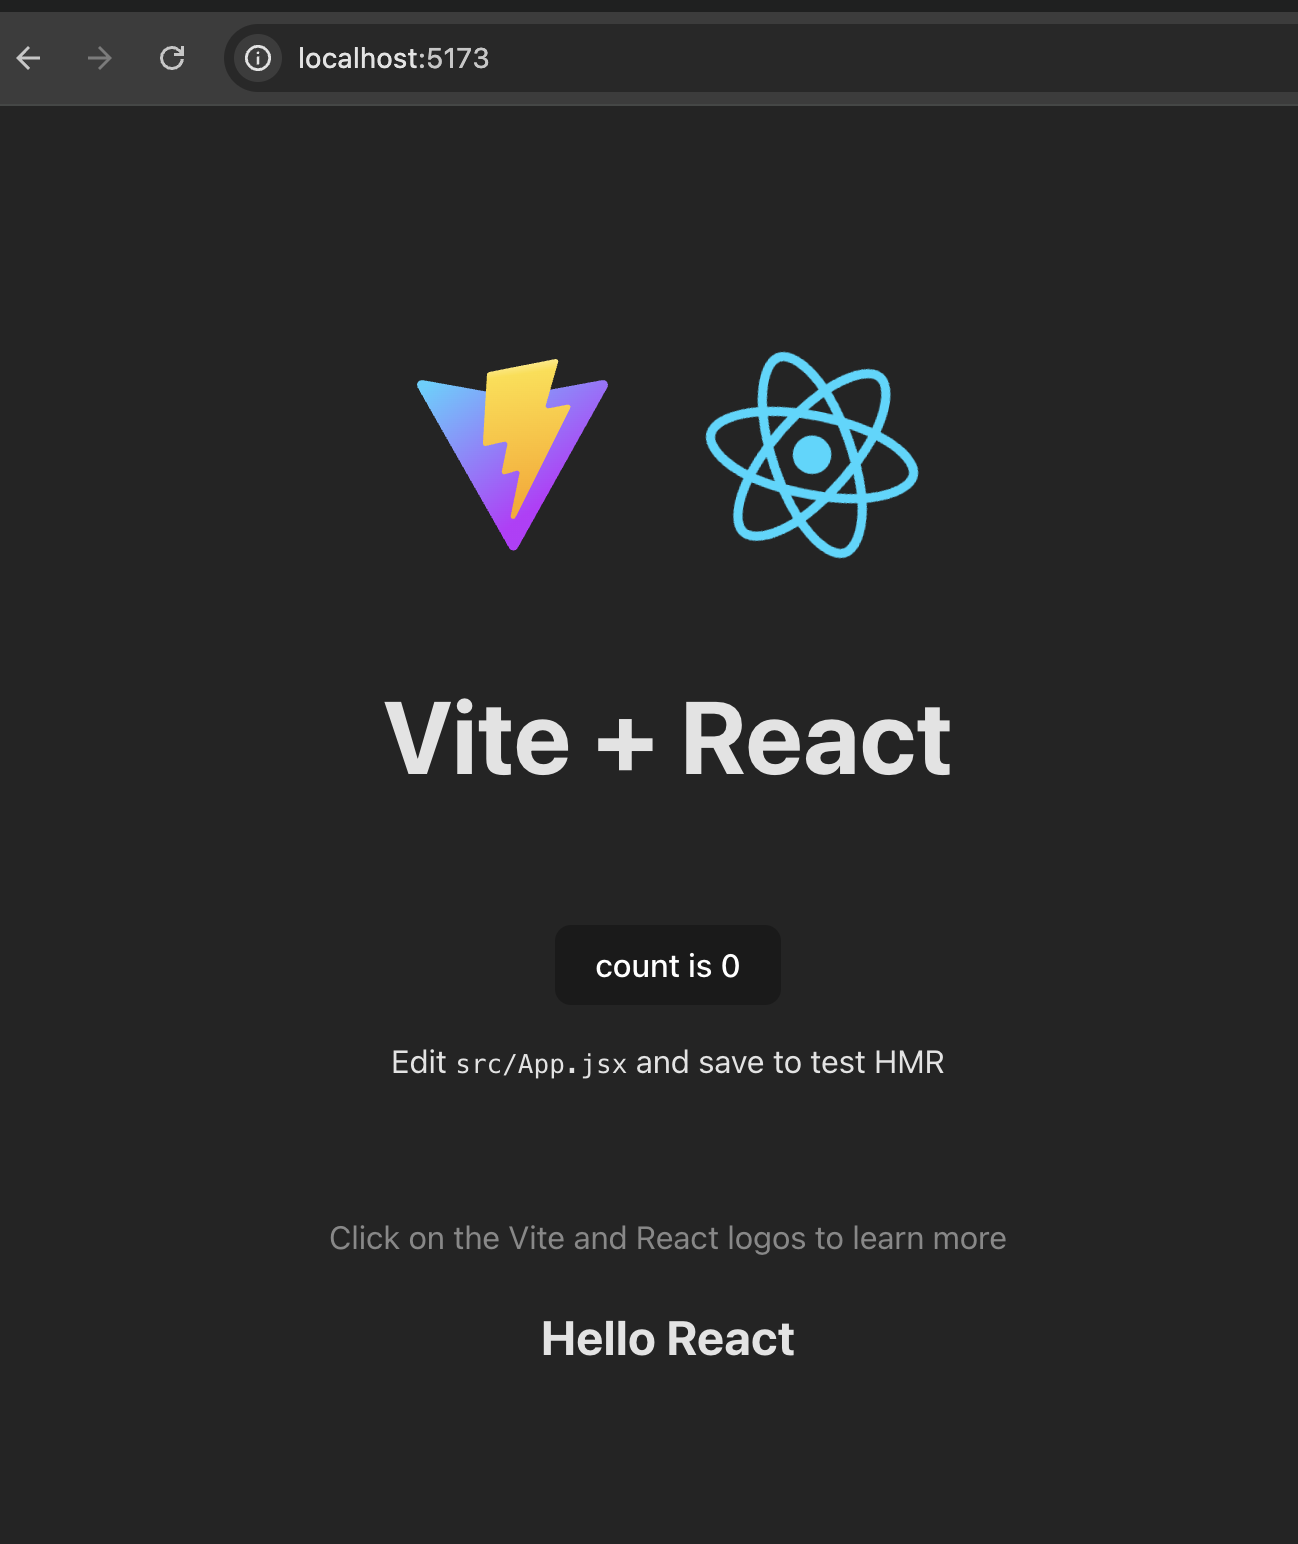 localhost:5173
Vite + React
count is 0
Edit src/App.jsx and save to test HMR
Click on the Vite and React logos to learn more
Hello React